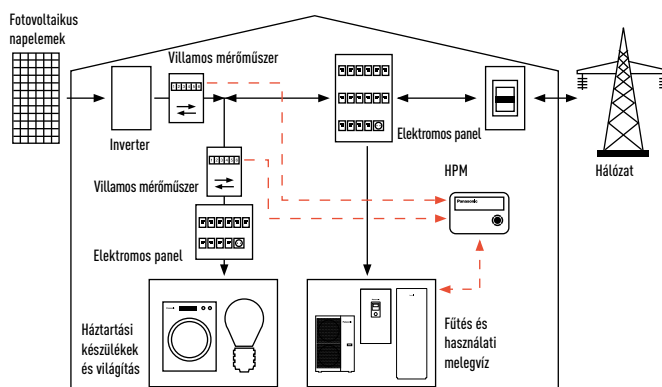 Fotovoltaikus
napelemek
Villamos mérőműszer
Inverter
Elektromos panel
Hálózat
Villamos mérőműszer
HPM
Panasonic
Elektromos panel
Háztartási
készülékek
és világítás
Fűtés és
használati
melegvíz